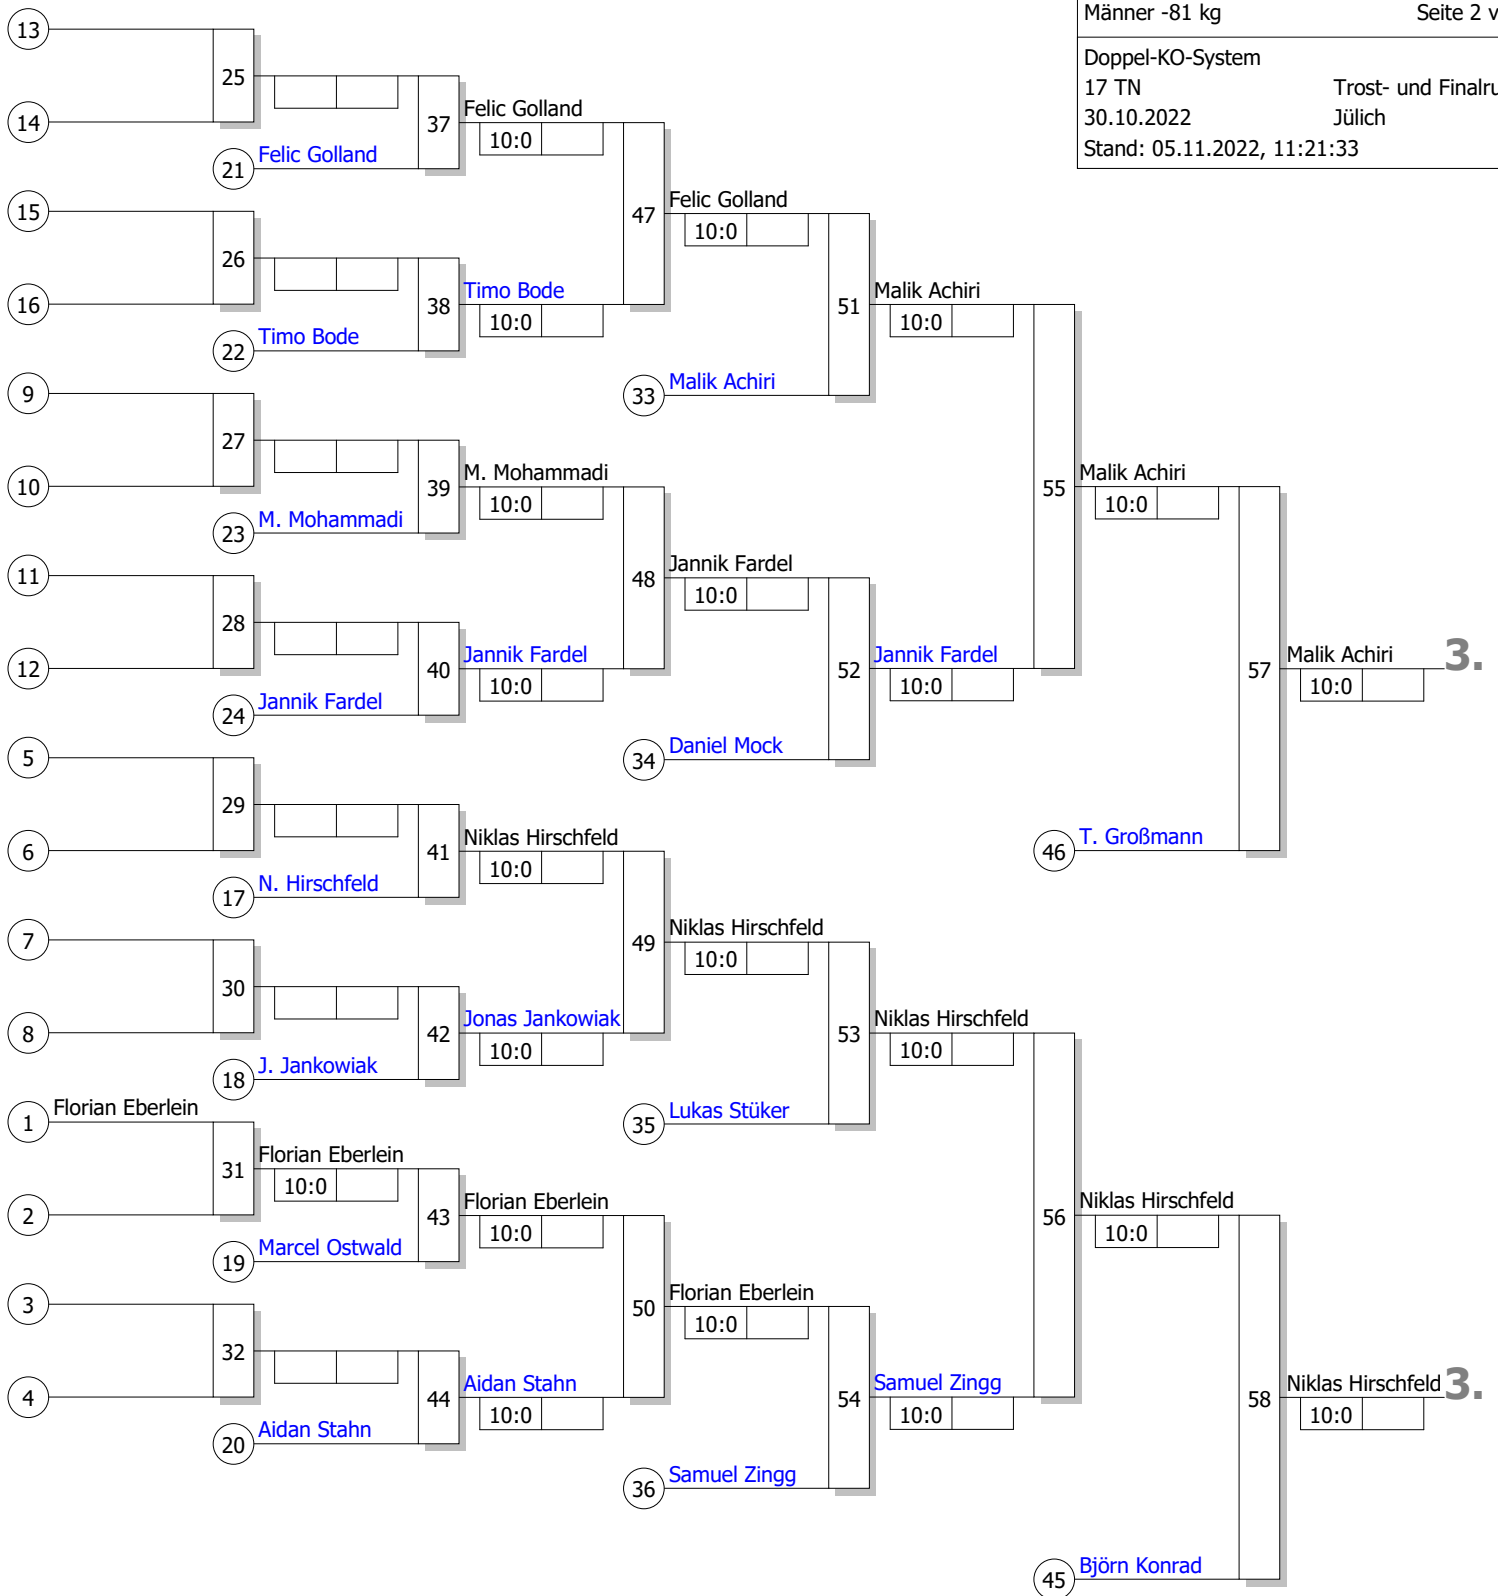 Männer -81 kg Seite 2 v
Doppel-KO-System
17 TN Trost- und Finalru
30.10.2022 Jülich
Stand: 05.11.2022, 11:21:33
13
25
14
37
Felic Golland
10:0
21
Felic Golland
15
47
Felic Golland
10:0
26
16
38
Timo Bode
10:0
22
Timo Bode
51
Malik Achiri
10:0
33
Malik Achiri
9
27
10
39
M. Mohammadi
10:0
23
M. Mohammadi
55
Malik Achiri
10:0
11
48
Jannik Fardel
10:0
28
12
40
Jannik Fardel
10:0
24
Jannik Fardel
52
Jannik Fardel
10:0
34
Daniel Mock
57
Malik Achiri
10:0
3.
5
29
6
41
Niklas Hirschfeld
10:0
17
N. Hirschfeld
46
T. Großmann
7
49
Niklas Hirschfeld
10:0
30
8
42
Jonas Jankowiak
10:0
18
J. Jankowiak
53
Niklas Hirschfeld
10:0
35
Lukas Stüker
1
Florian Eberlein
31
Florian Eberlein
10:0
2
43
Florian Eberlein
10:0
19
Marcel Ostwald
56
Niklas Hirschfeld
10:0
3
50
Florian Eberlein
10:0
32
4
44
Aidan Stahn
10:0
20
Aidan Stahn
54
Samuel Zingg
10:0
36
Samuel Zingg
58
Niklas Hirschfeld
10:0
3.
45
Björn Konrad